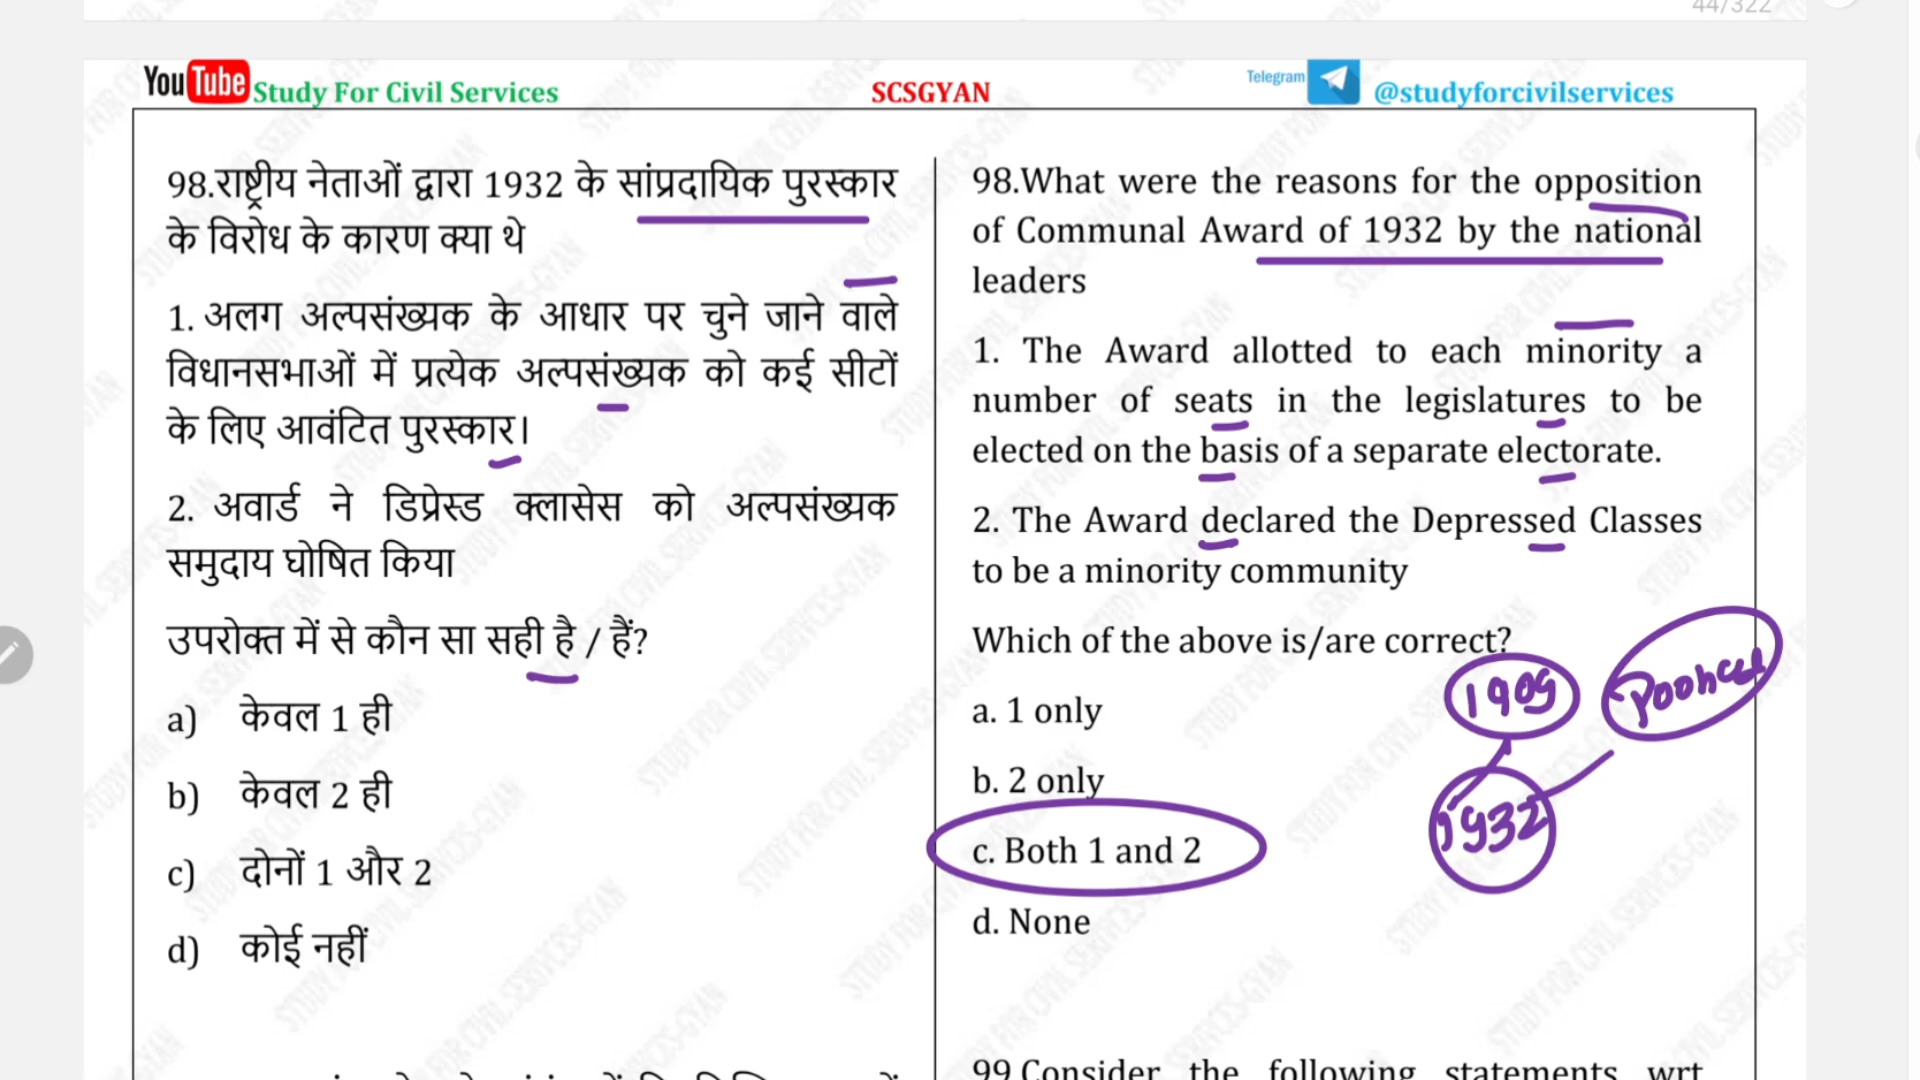 44/322
YouTube Study For Civil Services
SCSGYAN
Telegram
@studyforcivilservices
98.राष्ट्रीय नेताओं द्वारा 1932 के सांप्रदायिक पुरस्कार
के विरोध के कारण क्या थे
1. अलग अल्पसंख्यक के आधार पर चुने जाने वाले
विधानसभाओं में प्रत्येक अल्पसंख्यक को कई सीटों
के लिए आवंटित पुरस्कार।
2. अवार्ड ने डिप्रेस्ड क्लासेस को अल्पसंख्यक
समुदाय घोषित किया
उपरोक्त में से कौन सा सही है / हैं?
a) केवल 1 ही
b) केवल 2 ही
c) दोनों 1 और 2
d) कोई नहीं
98.What were the reasons for the opposition
of Communal Award of 1932 by the national
leaders
1. The Award allotted to each minority a
number of seats in the legislatures to be
elected on the basis of a separate electorate.
2. The Award declared the Depressed Classes
to be a minority community
Which of the above is/are correct?
a. 1 only
b. 2 only
c. Both 1 and 2
d. None
1909
1932
99.Consider the following statements wrt